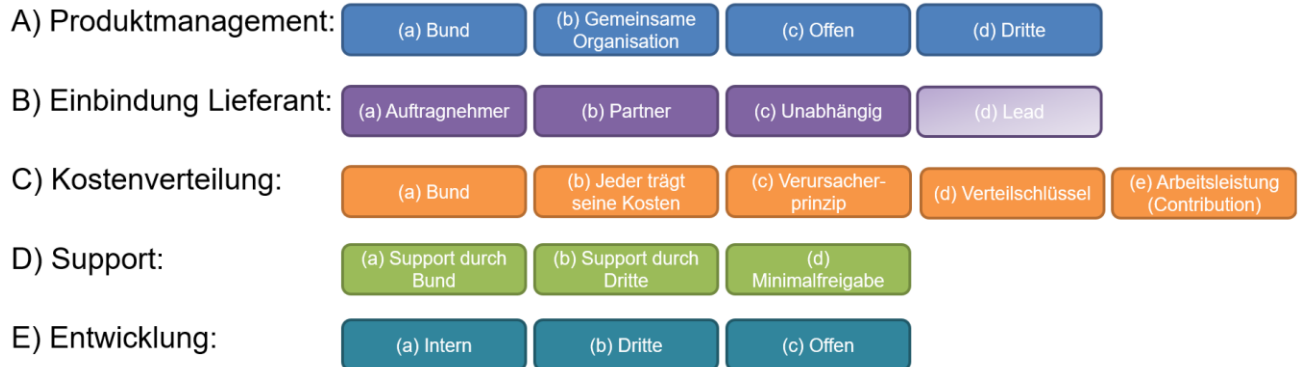 A) Produktmanagement:
(a) Bund
(b) Gemeinsame
Organisation
(c) Offen
(d) Dritte
B) Einbindung Lieferant:
(a) Auftragnehmer
(b) Partner
(c) Unabhängig
(d) Lead
C) Kostenverteilung:
(a) Bund
(b) Jeder trägt
seine Kosten
(c) Verursacher-
prinzip
(d) Verteilschlüssel
(e) Arbeitsleistung
(Contribution)
D) Support:
(a) Support durch
Bund
(b) Support durch
Dritte
(d)
Minimalfreigabe
E) Entwicklung:
(a) Intern
(b) Dritte
(c) Offen